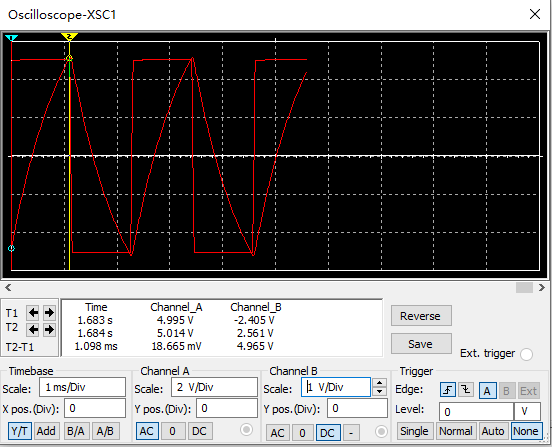 Oscilloscope-XSC1
1
2
T1
T2
T2-T1
Time Channel_A Channel_B
1.683 s 4.995 V -2.405 V
1.684 s 5.014 V 2.561 V
1.098 ms 18.665 mV 4.965 V
Reverse
Save
Ext. trigger
Timebase
Scale: 1 ms/Div
X pos.(Div): 0
Y/T Add B/A A/B
Channel A
Scale: 2 V/Div
Y pos.(Div): 0
AC 0 DC
Channel B
Scale: 1 V/Div
Y pos.(Div): 0
AC 0 DC -
Trigger
Edge: A B Ext
Level: 0 V
Single Normal Auto None